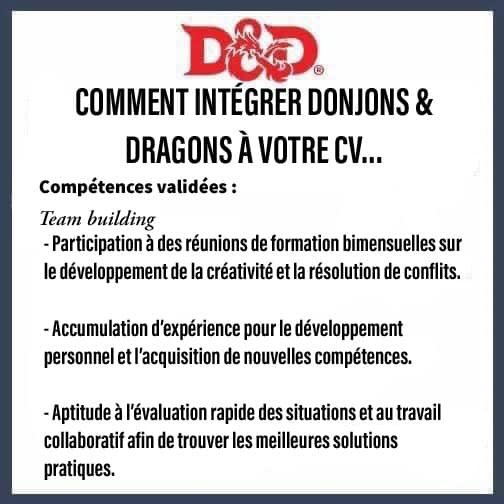 D&D®
COMMENT INTÉGRER DONJONS &
DRAGONS À VOTRE CV...
Compétences validées :
Team building
- Participation à des réunions de formation bimensuelles sur
le développement de la créativité et la résolution de conflits.
- Accumulation d'expérience pour le développement
personnel et l'acquisition de nouvelles compétences.
- Aptitude à l'évaluation rapide des situations et au travail
collaboratif afin de trouver les meilleures solutions
pratiques.